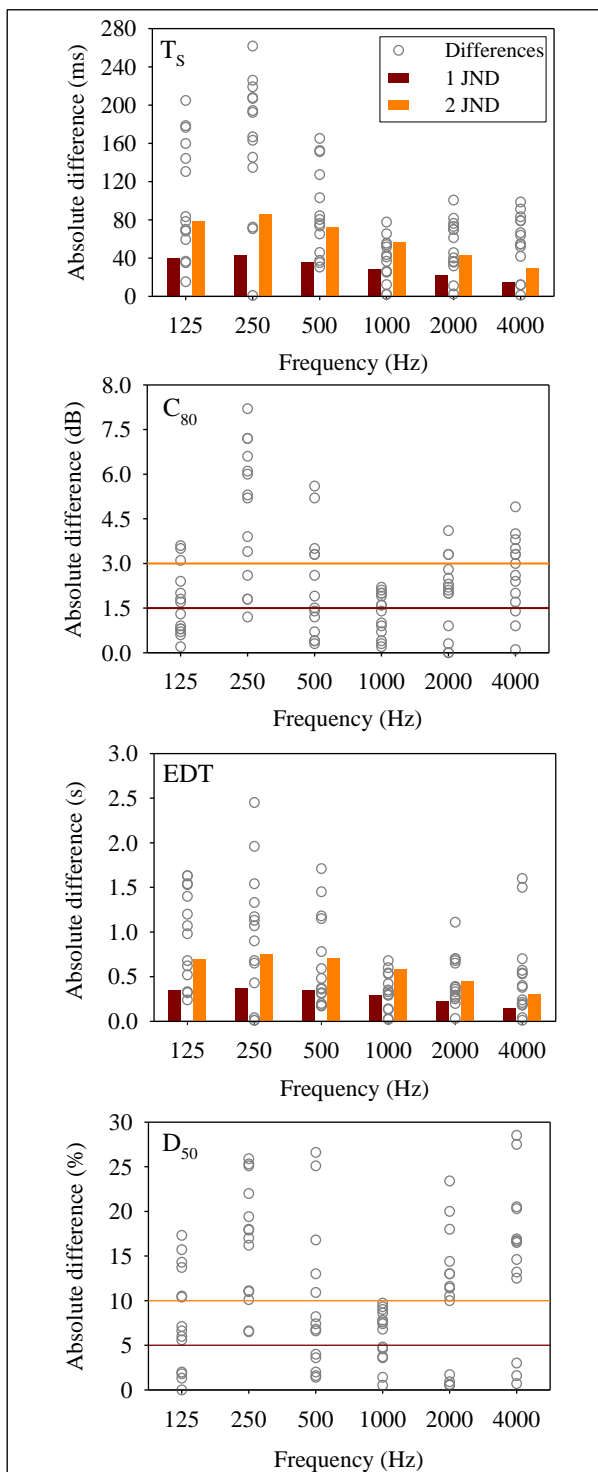 T_S
Differences
1 JND
2 JND
Absolute difference (ms)
280
240
200
160
120
80
40
0
125 250 500 1000 2000 4000
Frequency (Hz)
C_80
Absolute difference (dB)
8.0
7.5
6.0
4.5
3.0
1.5
0.0
125 250 500 1000 2000 4000
Frequency (Hz)
EDT
Absolute difference (s)
3.0
2.5
2.0
1.5
1.0
0.5
0.0
125 250 500 1000 2000 4000
Frequency (Hz)
D_50
Absolute difference (%)
30
25
20
15
10
5
0
125 250 500 1000 2000 4000
Frequency (Hz)